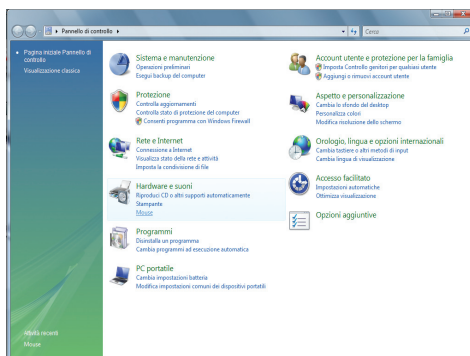 Pannello di controllo
Cerca
Pagina iniziale Pannello di
controllo
Visualizzazione classica
Sistema e manutenzione
Operazioni preliminari
Esegui backup del computer
Protezione
Controlla aggiornamenti
Controlla stato di protezione del computer
Consenti programma con Windows Firewall
Rete e Internet
Connessione a Internet
Visualizza stato della rete e attività
Imposta la condivisione di file
Hardware e suoni
Riproduci CD o altri supporti automaticamente
Stampante
Mouse
Programmi
Disinstalla un programma
Cambia programmi ad esecuzione automatica
PC portatile
Cambia impostazioni batteria
Modifica impostazioni comuni dei dispositivi portatili
Account utente e protezione per la famiglia
Imposta Controllo genitori per qualsiasi utente
Aggiungi o rimuovi account utente
Aspetto e personalizzazione
Cambia lo sfondo del desktop
Personalizza colori
Modifica risoluzione dello schermo
Orologio, lingua e opzioni internazionali
Cambia tastiere o altri metodi di input
Cambia lingua di visualizzazione
Accesso facilitato
Impostazioni automatiche
Ottimizza visualizzazione
Opzioni aggiuntive
Attività recenti
Mouse